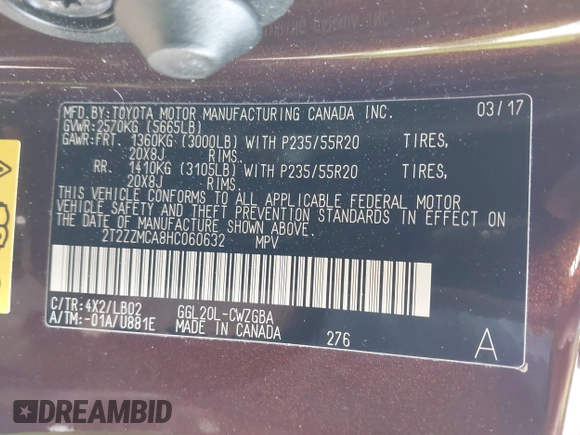 MFD.BY:TOYOTA MOTOR MANUFACTURING CANADA INC. 03/17
GVWR:2570KG (5665LB)
GAWR:FRT. 1360KG (3000LB) WITH P235/55R20 TIRES,
20X8J RIMS.
RR. 1410KG (3105LB) WITH P235/55R20 TIRES,
20X8J RIMS.
THIS VEHICLE CONFORMS TO ALL APPLICABLE FEDERAL MOTOR
VEHICLE SAFETY AND THEFT PREVENTION STANDARDS IN EFFECT ON
THE DATE OF MANUFACTURE SHOWN ABOVE.
2T2ZZMCA8HC060632 MPV
C/TR:4X2/LB02 GGL20L-CWZGBA
A/TM:-01A/U881E MADE IN CANADA 276 A
DREAMBID